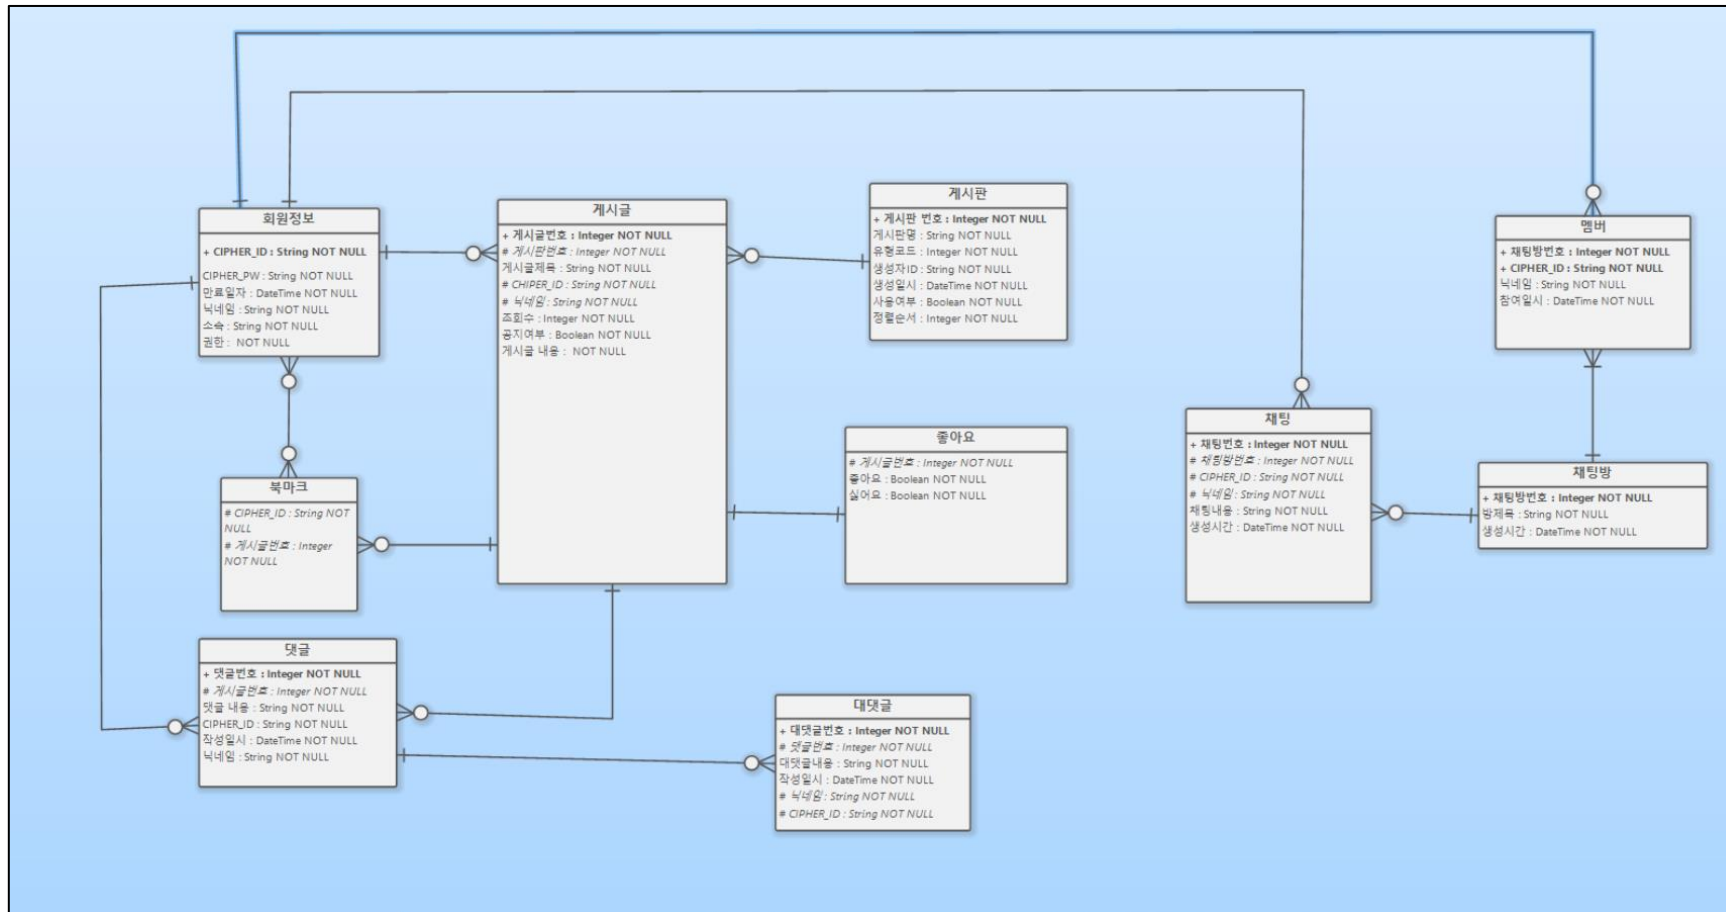 회원정보
+ CIPHER_ID : String NOT NULL
CIPHER_PW : String NOT NULL
만료일자 : DateTime NOT NULL
닉네임 : String NOT NULL
소속 : String NOT NULL
권한 : NOT NULL
게시글
+ 게시글번호 : Integer NOT NULL
# 게시판번호 : Integer NOT NULL
게시글제목 : String NOT NULL
# CHIPER_ID : String NOT NULL
# 닉네임 : String NOT NULL
조회수 : Integer NOT NULL
공지여부 : Boolean NOT NULL
게시글 내용 : NOT NULL
게시판
+ 게시판 번호 : Integer NOT NULL
게시판명 : String NOT NULL
유형코드 : Integer NOT NULL
생성자ID : String NOT NULL
생성일시 : DateTime NOT NULL
사용여부 : Boolean NOT NULL
정렬순서 : Integer NOT NULL
멤버
+ 채팅방번호 : Integer NOT NULL
+ CIPHER_ID : String NOT NULL
닉네임 : String NOT NULL
참여일시 : DateTime NOT NULL
북마크
# CIPHER_ID : String NOT
NULL
# 게시글번호 : Integer
NOT NULL
좋아요
# 게시글번호 : Integer NOT NULL
좋아요 : Boolean NOT NULL
싫어요 : Boolean NOT NULL
채팅
+ 채팅번호 : Integer NOT NULL
# 채팅방번호 : Integer NOT NULL
# CIPHER_ID : String NOT NULL
# 닉네임 : String NOT NULL
채팅내용 : String NOT NULL
생성시간 : DateTime NOT NULL
채팅방
+ 채팅방번호 : Integer NOT NULL
방제목 : String NOT NULL
생성시간 : DateTime NOT NULL
댓글
+ 댓글번호 : Integer NOT NULL
# 게시글번호 : Integer NOT NULL
댓글 내용 : String NOT NULL
CIPHER_ID : String NOT NULL
작성일시 : DateTime NOT NULL
닉네임 : String NOT NULL
대댓글
+ 대댓글번호 : Integer NOT NULL
# 댓글번호 : Integer NOT NULL
대댓글내용 : String NOT NULL
작성일시 : DateTime NOT NULL
# 닉네임 : String NOT NULL
# CIPHER_ID : String NOT NULL